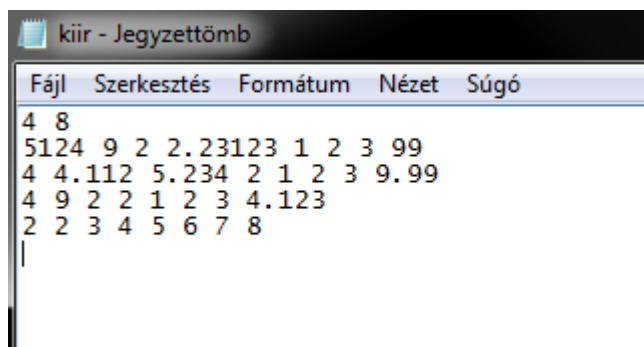 kiir - Jegyzettömb
Fájl Szerkesztés Formátum Nézet Súgó
4 8
5124 9 2 2.23123 1 2 3 99
4 4.112 5.234 2 1 2 3 9.99
4 9 2 2 1 2 3 4.123
2 2 3 4 5 6 7 8